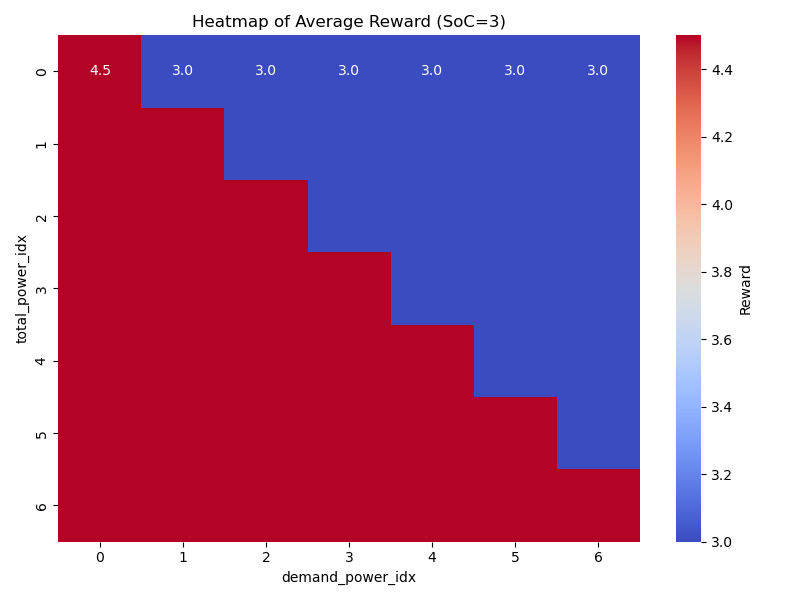 Heatmap of Average Reward (SoC=3)
total_power_idx
0 4.5 3.0 3.0 3.0 3.0 3.0 3.0
1
2
3
4
5
6
0 1 2 3 4 5 6
demand_power_idx
4.4
4.2
4.0
3.8
3.6
3.4
3.2
3.0
Reward